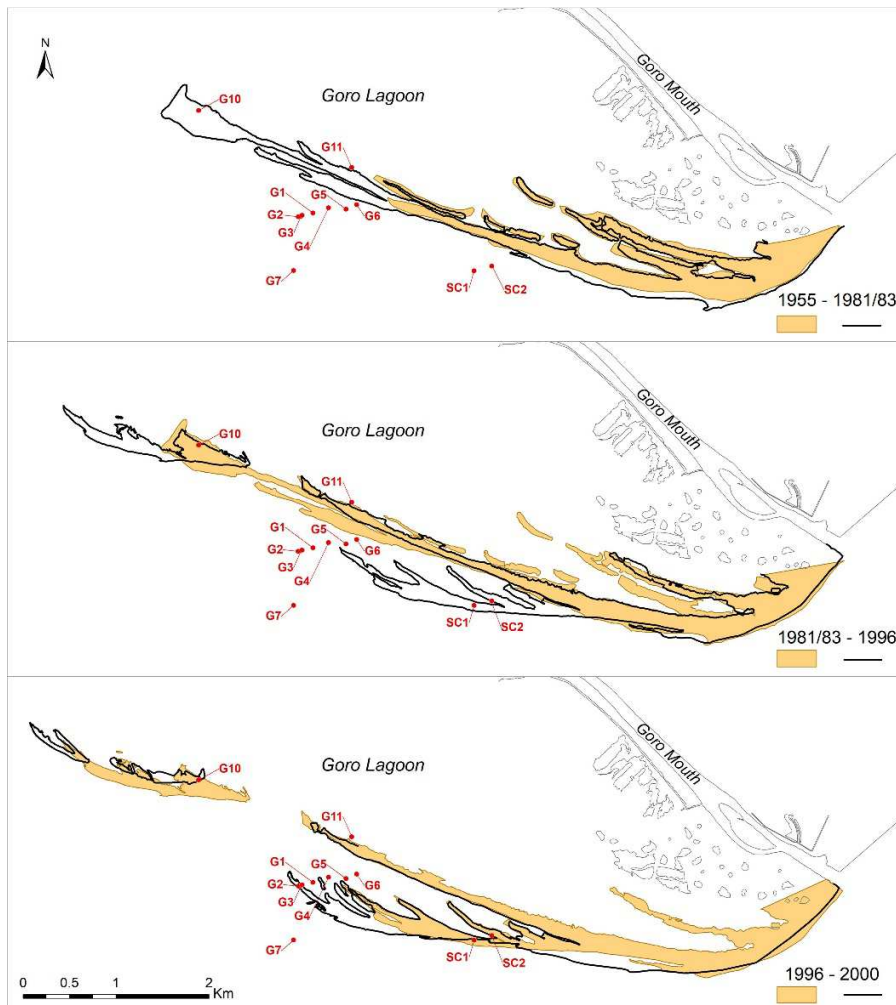 N
G10
Goro Lagoon
Goro Mouth
G11
G1
G5
G2
G3
G6
G4
G7
SC1
SC2
1955 - 1981/83
G10
Goro Lagoon
Goro Mouth
G11
G1
G5
G2
G3
G6
G4
G7
SC1
SC2
1981/83 - 1996
G10
Goro Lagoon
Goro Mouth
G11
G1
G5
G2
G3
G6
G4
G7
SC1
SC2
0 0.5 1 2
Km
1996 - 2000